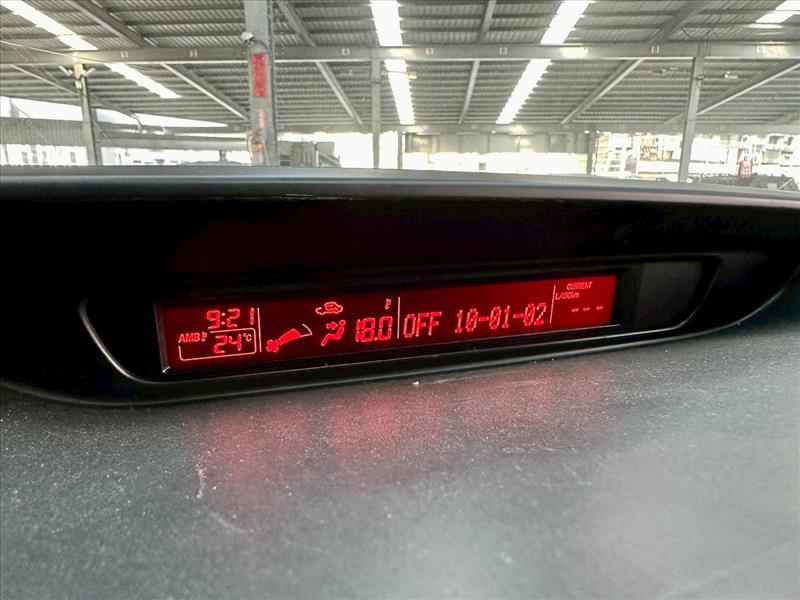 9:21
AMB 24°C
18.0
OFF 10-01-02
CURRENT
L/100km
---